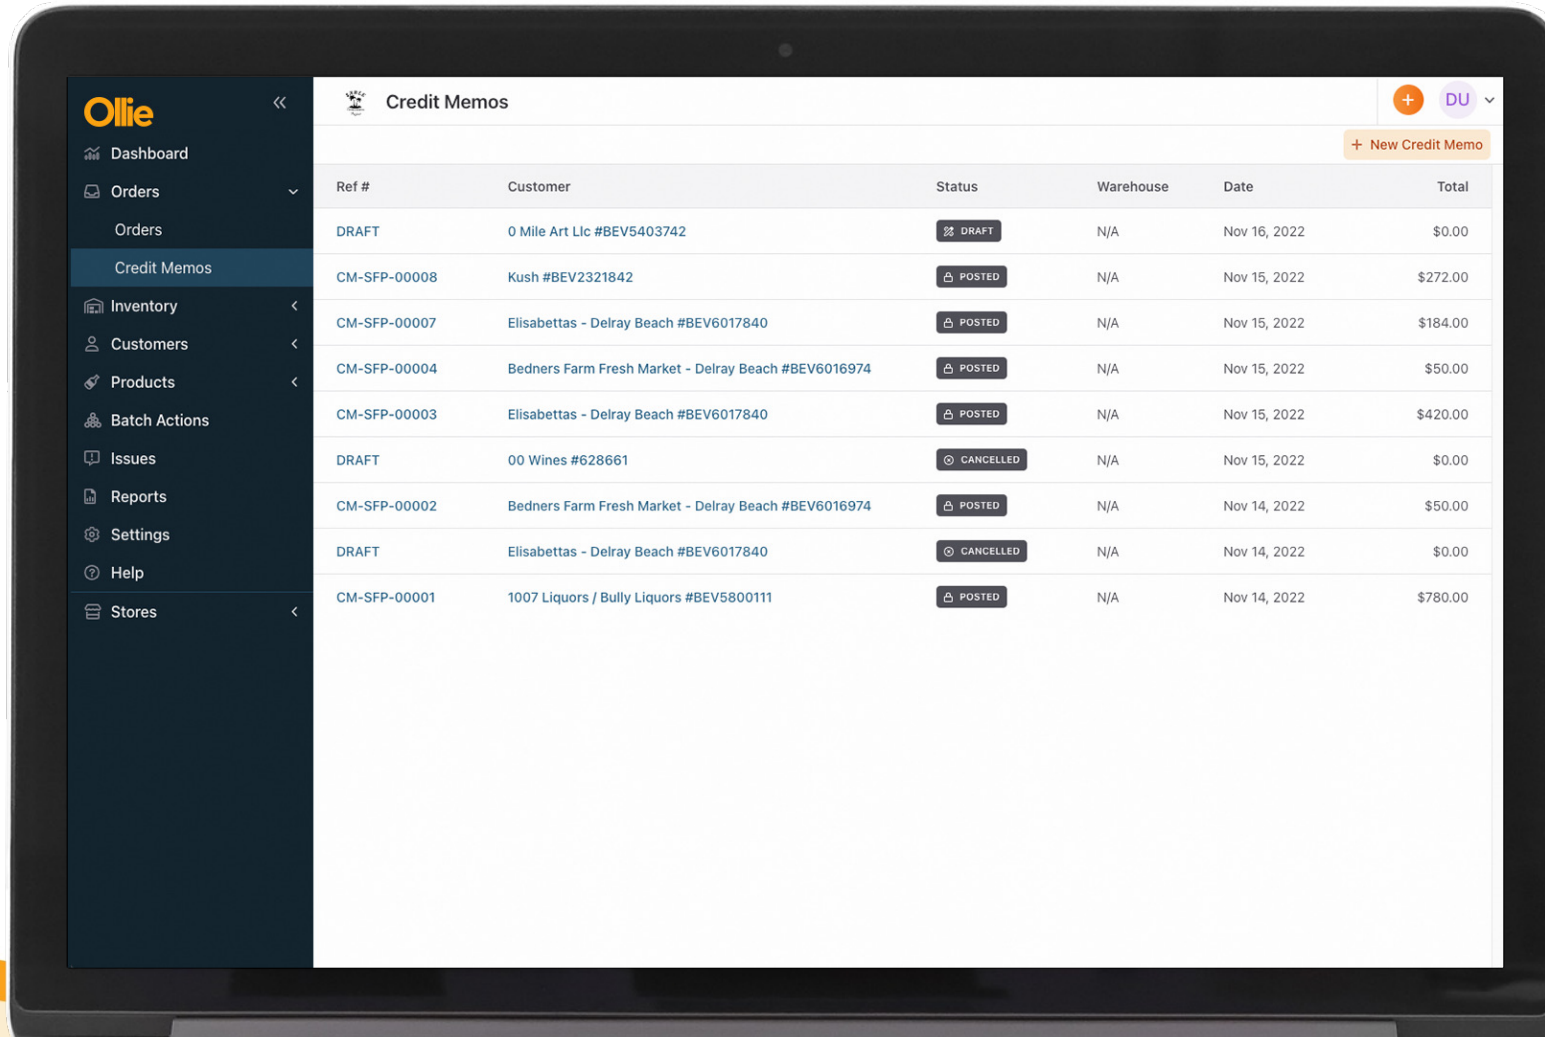 Ollie
Dashboard
Orders
Orders
Credit Memos
Inventory
Customers
Products
Batch Actions
Issues
Reports
Settings
Help
Stores
Credit Memos
DU
+ New Credit Memo
Ref # Customer Status Warehouse Date Total
DRAFT 0 Mile Art Llc #BEV5403742 DRAFT N/A Nov 16, 2022 $0.00
CM-SFP-00008 Kush #BEV2321842 POSTED N/A Nov 15, 2022 $272.00
CM-SFP-00007 Elisabettas - Delray Beach #BEV6017840 POSTED N/A Nov 15, 2022 $184.00
CM-SFP-00004 Bedners Farm Fresh Market - Delray Beach #BEV6016974 POSTED N/A Nov 15, 2022 $50.00
CM-SFP-00003 Elisabettas - Delray Beach #BEV6017840 POSTED N/A Nov 15, 2022 $420.00
DRAFT 00 Wines #628661 CANCELLED N/A Nov 15, 2022 $0.00
CM-SFP-00002 Bedners Farm Fresh Market - Delray Beach #BEV6016974 POSTED N/A Nov 14, 2022 $50.00
DRAFT Elisabettas - Delray Beach #BEV6017840 CANCELLED N/A Nov 14, 2022 $0.00
CM-SFP-00001 1007 Liquors / Bully Liquors #BEV5800111 POSTED N/A Nov 14, 2022 $780.00